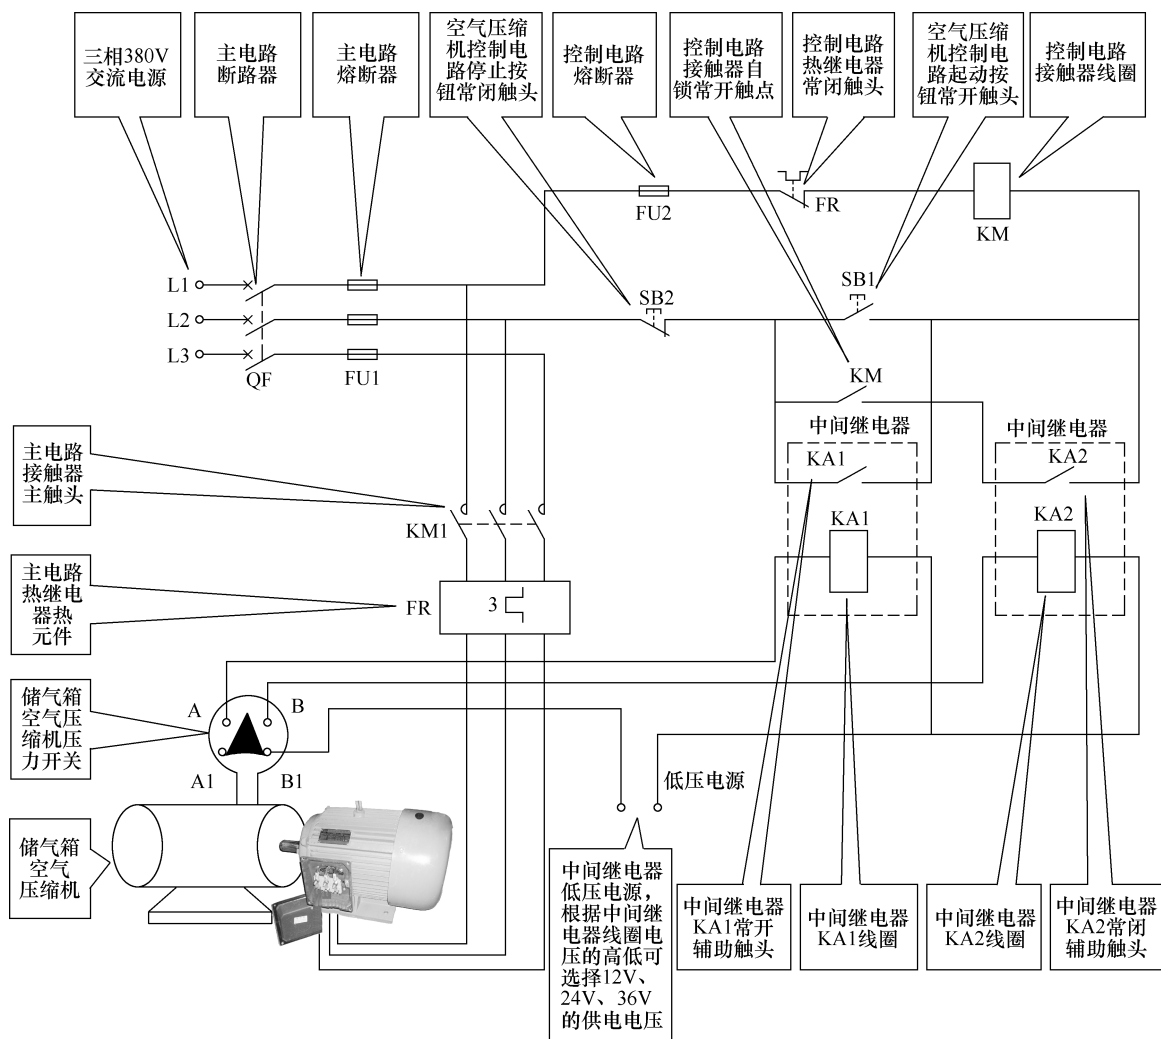 三相380V
交流电源
主电路
断路器
主电路
熔断器
空气压缩
机控制电
路停止按
钮常闭触头
控制电路
熔断器
控制电路
接触器自
锁常开触点
控制电路
热继电器
常闭触头
空气压缩
机控制电
路起动按
钮常开触头
控制电路
接触器线圈
FU2
FR
KM
L1
L2
L3
QF
FU1
SB2
SB1
KM
中间继电器
中间继电器
KA1
KA2
KA1
KA2
主电路
接触器
主触头
KM1
主电路
热继电
器热
元件
FR
3
储气箱
空气压
缩机压
力开关
A
B
A1
B1
低压电源
储气箱
空气
压缩机
中间继电器
低压电源，
根据中间继
电器线圈电
压的高低可
选择12V、
24V、36V
的供电电压
中间继电器
KA1常开
辅助触头
中间继电器
KA1线圈
中间继电器
KA2线圈
中间继电器
KA2常闭
辅助触头